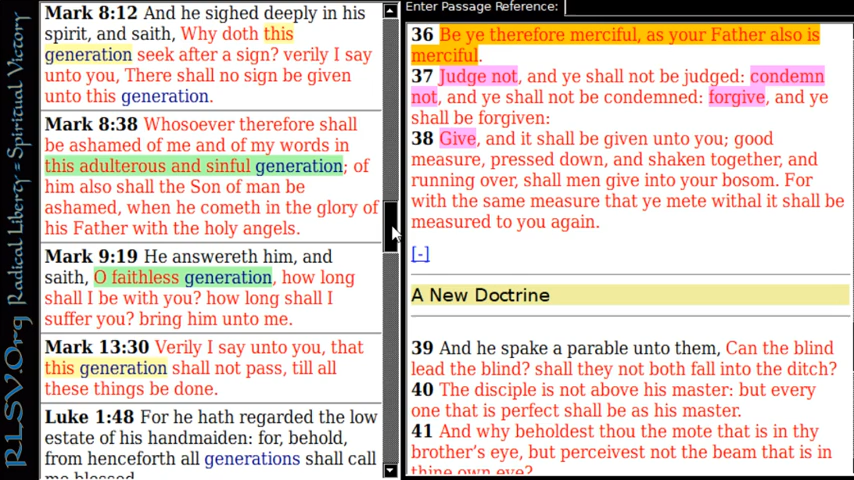 RLSVOrg Radical Liberty = Spiritual Victory
Mark 8:12 And he sighed deeply in his
spirit, and saith, Why doth this
generation seek after a sign? verily I say
unto you, There shall no sign be given
unto this generation.
Mark 8:38 Whosoever therefore shall
be ashamed of me and of my words in
this adulterous and sinful generation; of
him also shall the Son of man be
ashamed, when he cometh in the glory of
his Father with the holy angels.
Mark 9:19 He answereth him, and
saith, O faithless generation, how long
shall I be with you? how long shall I
suffer you? bring him unto me.
Mark 13:30 Verily I say unto you, that
this generation shall not pass, till all
these things be done.
Luke 1:48 For he hath regarded the low
estate of his handmaiden: for, behold,
from henceforth all generations shall call
me blessed.
Enter Passage Reference:
36 Be ye therefore merciful, as your Father also is
merciful.
37 Judge not, and ye shall not be judged: condemn
not, and ye shall not be condemned: forgive, and ye
shall be forgiven:
38 Give, and it shall be given unto you; good
measure, pressed down, and shaken together, and
running over, shall men give into your bosom. For
with the same measure that ye mete withal it shall be
measured to you again.
[-]
A New Doctrine
39 And he spake a parable unto them, Can the blind
lead the blind? shall they not both fall into the ditch?
40 The disciple is not above his master: but every
one that is perfect shall be as his master.
41 And why beholdest thou the mote that is in thy
brother's eye, but perceivest not the beam that is in
thine own eye?